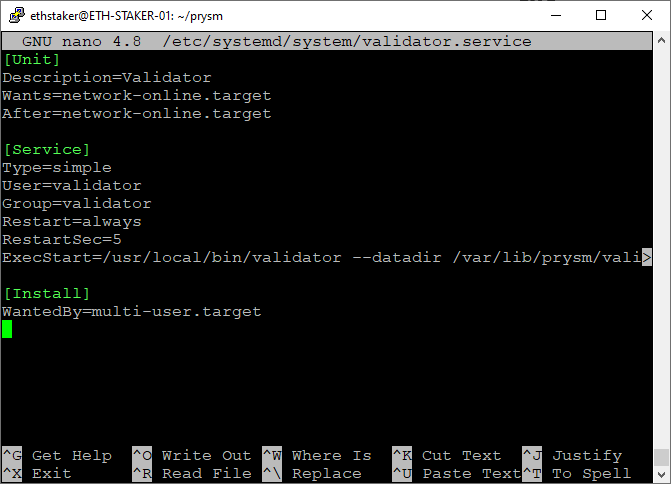 ethstaker@ETH-STAKER-01: ~/prysm
GNU nano 4.8 /etc/systemd/system/validator.service
[Unit]
Description=Validator
Wants=network-online.target
After=network-online.target
[Service]
Type=simple
User=validator
Group=validator
Restart=always
RestartSec=5
ExecStart=/usr/local/bin/validator --datadir /var/lib/prysm/vali>
[Install]
WantedBy=multi-user.target
^G Get Help ^O Write Out ^W Where Is ^K Cut Text ^J Justify
^X Exit ^R Read File ^\ Replace ^U Paste Text^T To Spell